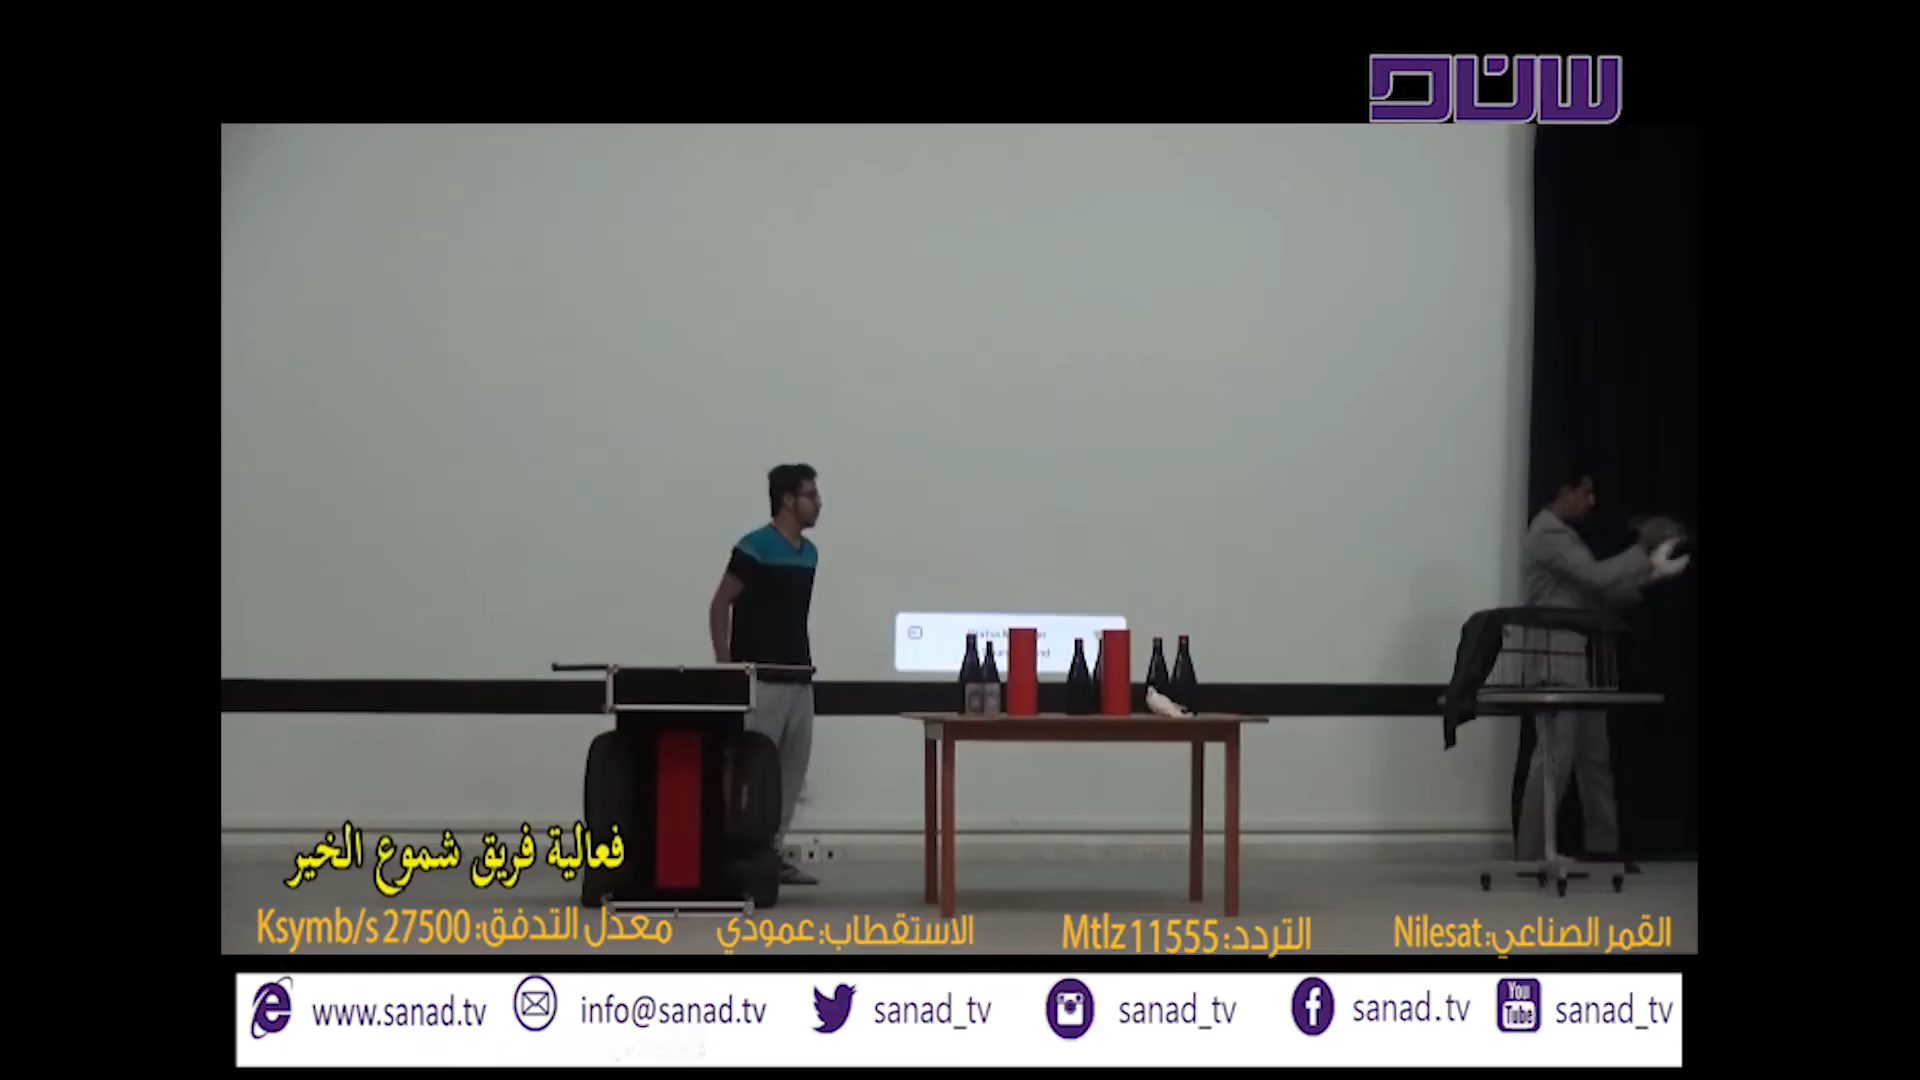 سناد
فعالية فريق شموع الخير
القمر الصناعي: Nilesat التردد: 11555 Mtlz الاستقطاب: عمودي معدل التدفق: 27500 Ksymb/s
www.sanad.tv info@sanad.tv sanad_tv sanad_tv sanad.tv You Tube sanad_tv